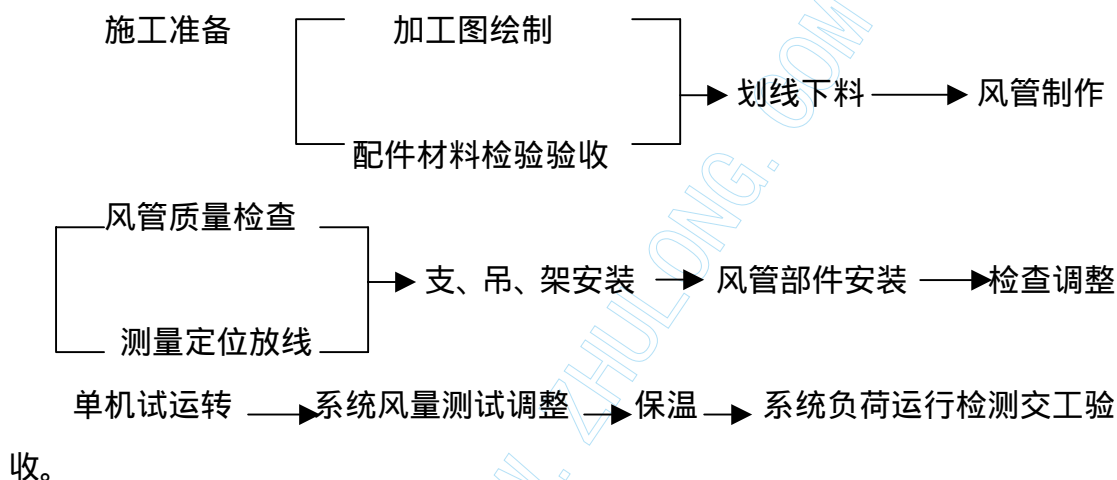 施工准备 加工图绘制
划线下料 风管制作
配件材料检验验收
风管质量检查
支、吊、架安装 风管部件安装 检查调整
测量定位放线
单机试运转 系统风量测试调整 保温 系统负荷运行检测交工验
收。
W. ZHULONG. COM